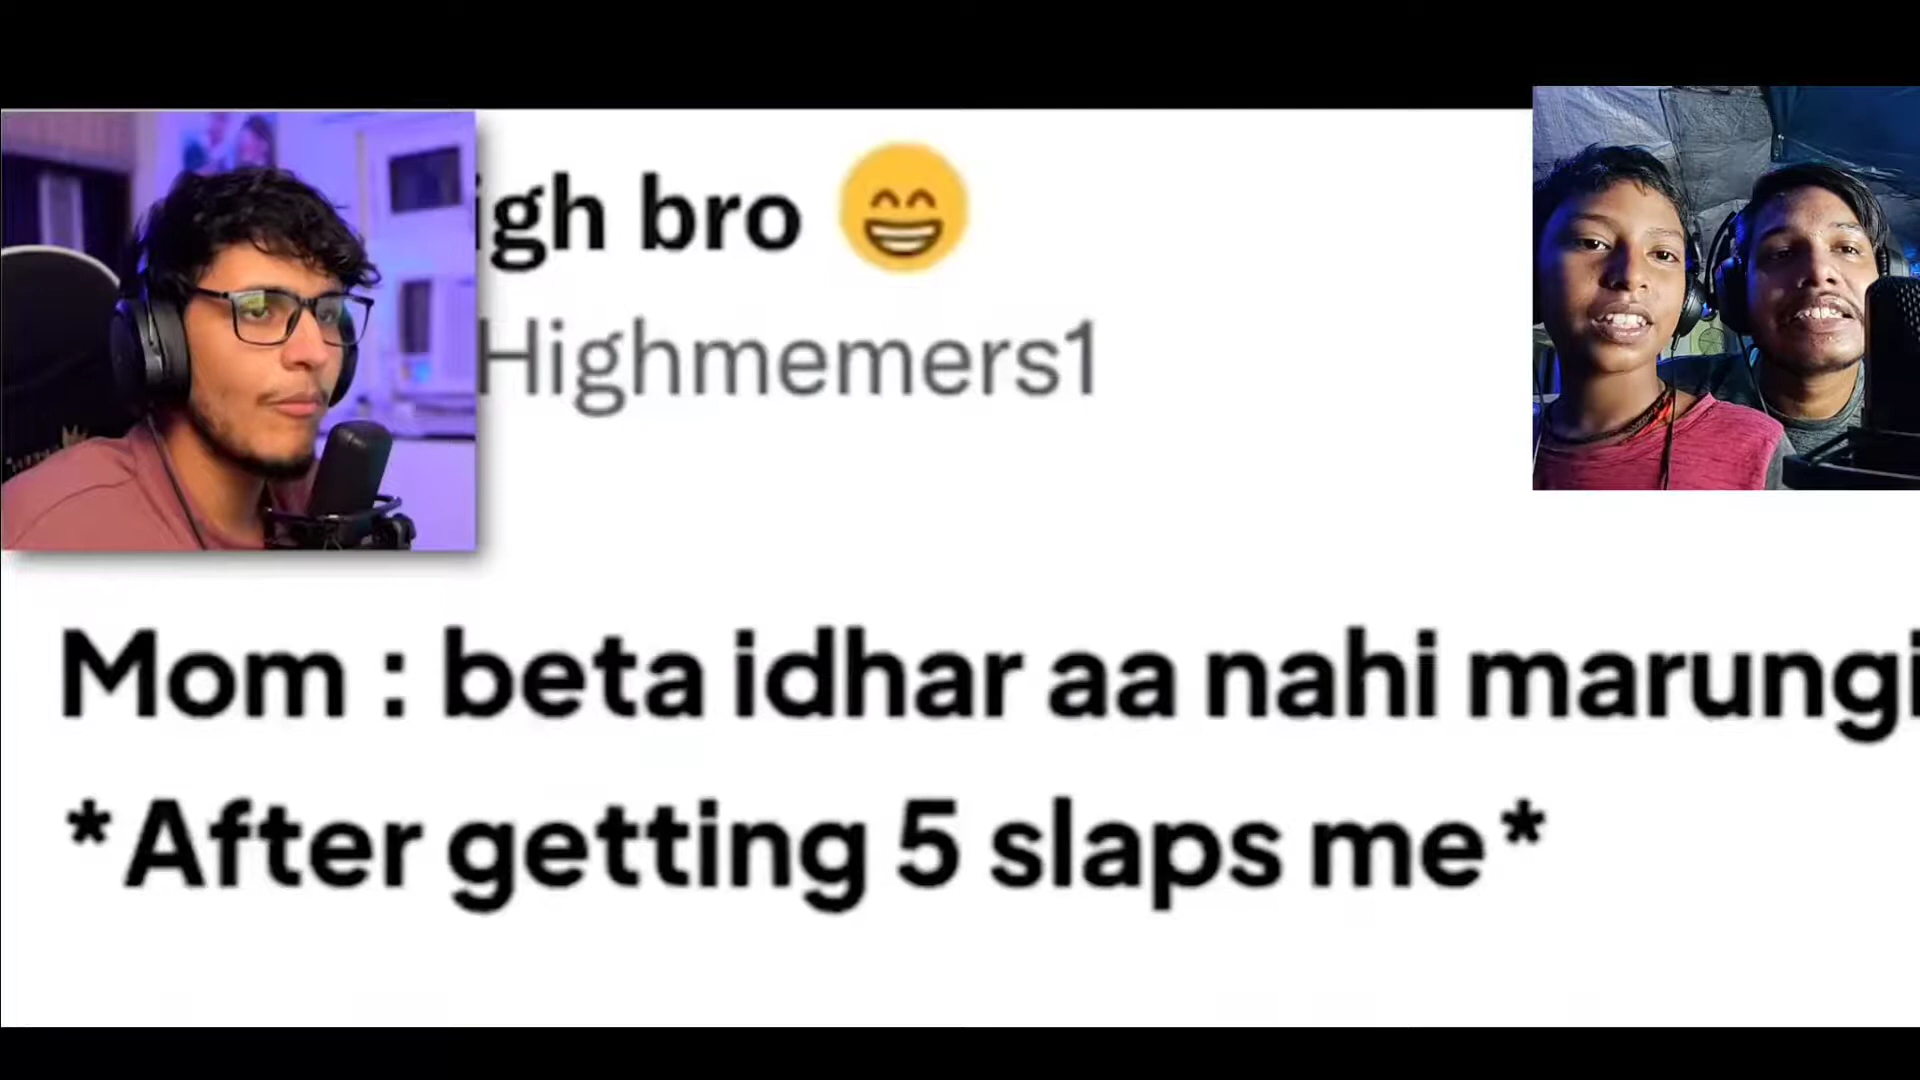 igh bro 😁
Highmemers1
Mom : beta idhar aa nahi marungi
*After getting 5 slaps me*